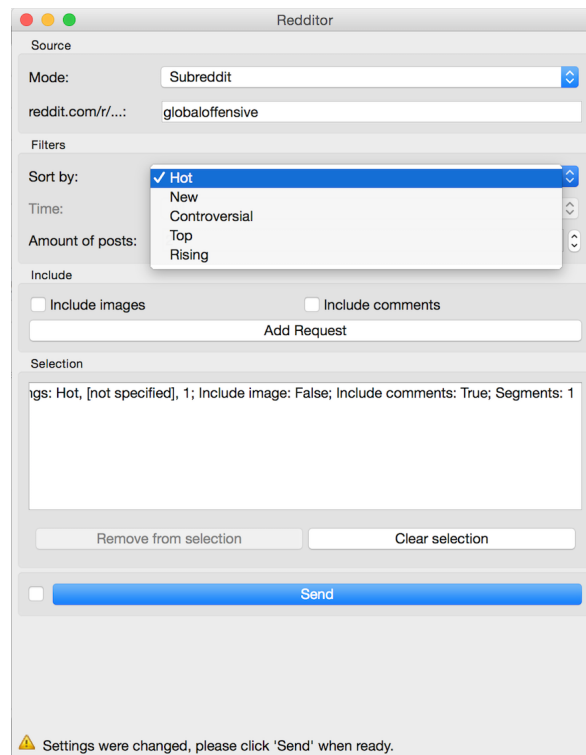 Redditor
Source
Mode: Subreddit
reddit.com/r/...: globaloffensive
Filters
Sort by: ✓ Hot
New
Time:
Controversial
Top
Amount of posts:
Rising
Include
Include images Include comments
Add Request
Selection
ngs: Hot, [not specified], 1; Include image: False; Include comments: True; Segments: 1
Remove from selection Clear selection
Send
Settings were changed, please click 'Send' when ready.